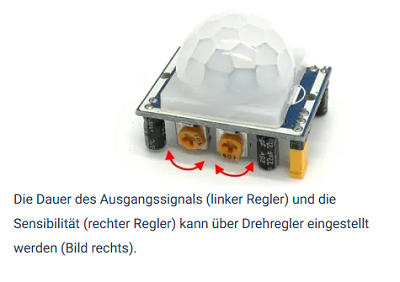 Die Dauer des Ausgangssignals (linker Regler) und die
Sensibilität (rechter Regler) kann über Drehregler eingestellt
werden (Bild rechts).